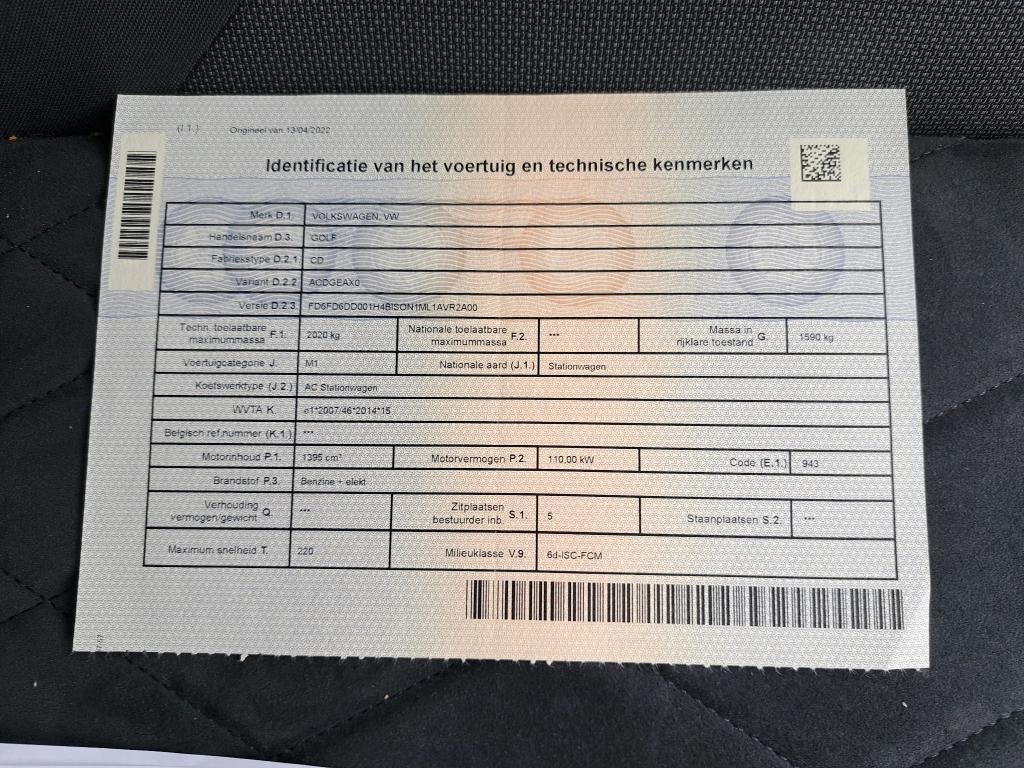 (I.1.) Origineel van 13/04/2022
Identificatie van het voertuig en technische kenmerken
Merk D.1. VOLKSWAGEN, VW
Handelsnaam D.3. GOLF
Fabriekstype D.2.1 CD
Variant D.2.2 ACDGEAX0
Versie D.2.3. FD6FD6DD001H4BISON1ML1AVR2A00
Techn. toelaatbare maximummassa F.1. 2020 kg Nationale toelaatbare maximummassa F.2. --- Massa in rijklare toestand G. 1590 kg
Voertuigcategorie J. M1 Nationale aard (J.1.) Stationwagen
Koetswerktype (J.2.) AC Stationwagen
WVTA K. e1*2007/46*2014*15
Belgisch ref.nummer (K.1.) ---
Motorinhoud P.1. 1395 cm³ Motorvermogen P.2. 110,00 kW Code (E.1.) 943
Brandstof P.3. Benzine + elekt
Verhouding vermogen/gewicht Q. --- Zitplaatsen bestuurder inb. S.1. 5 Staanplaatsen S.2. ---
Maximum snelheid T. 220 Milieuklasse V.9. 6d-ISC-FCM